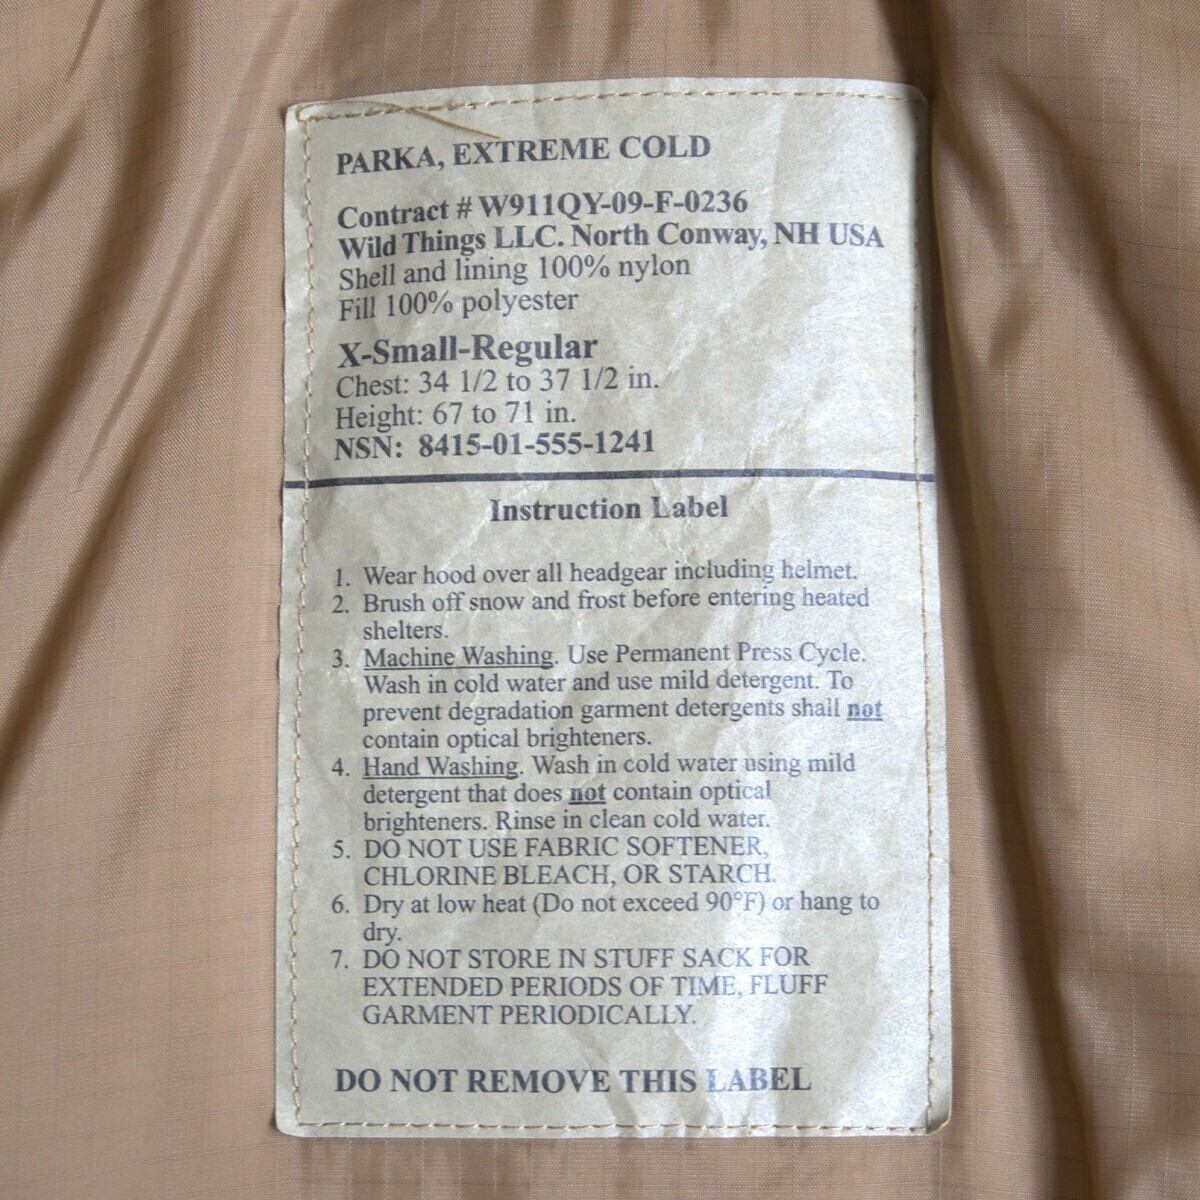 PARKA, EXTREME COLD
Contract # W911QY-09-F-0236
Wild Things LLC. North Conway, NH USA
Shell and lining 100% nylon
Fill 100% polyester
X-Small-Regular
Chest: 34 1/2 to 37 1/2 in.
Height: 67 to 71 in.
NSN: 8415-01-555-1241
Instruction Label
1. Wear hood over all headgear including helmet.
2. Brush off snow and frost before entering heated
shelters.
3. Machine Washing. Use Permanent Press Cycle.
Wash in cold water and use mild detergent. To
prevent degradation garment detergents shall not
contain optical brighteners.
4. Hand Washing. Wash in cold water using mild
detergent that does not contain optical
brighteners. Rinse in clean cold water.
5. DO NOT USE FABRIC SOFTENER,
CHLORINE BLEACH, OR STARCH.
6. Dry at low heat (Do not exceed 90°F) or hang to
dry.
7. DO NOT STORE IN STUFF SACK FOR
EXTENDED PERIODS OF TIME, FLUFF
GARMENT PERIODICALLY.
DO NOT REMOVE THIS LABEL